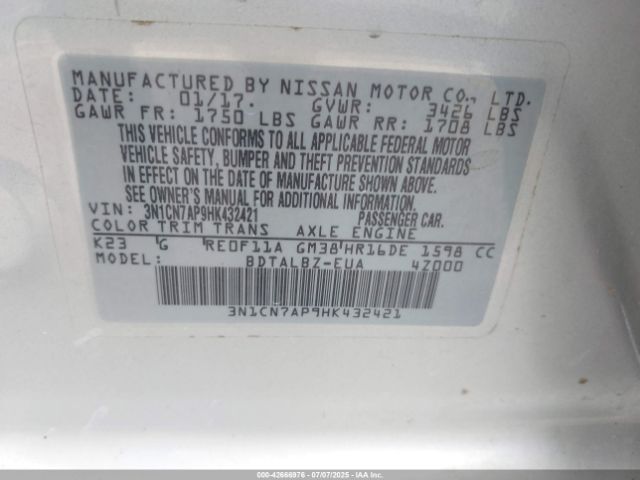 MANUFACTURED BY NISSAN MOTOR CO., LTD.
DATE: 01/17. GVWR: 3426 LBS
GAWR FR: 1750 LBS GAWR RR: 1708 LBS
THIS VEHICLE CONFORMS TO ALL APPLICABLE FEDERAL MOTOR
VEHICLE SAFETY, BUMPER AND THEFT PREVENTION STANDARDS
IN EFFECT ON THE DATE OF MANUFACTURE SHOWN ABOVE.
SEE OWNER'S MANUAL FOR ADDITIONAL INFORMATION.
VIN: 3N1CN7AP9HK432421 PASSENGER CAR.
COLOR TRIM TRANS AXLE ENGINE
K23 G RE0F11A GM38 HR16DE 1598 CC
MODEL: BDTALBZ-EUA 4Z000
3N1CN7AP9HK432421
000-42666976 07/07/2025 IAAI.COM